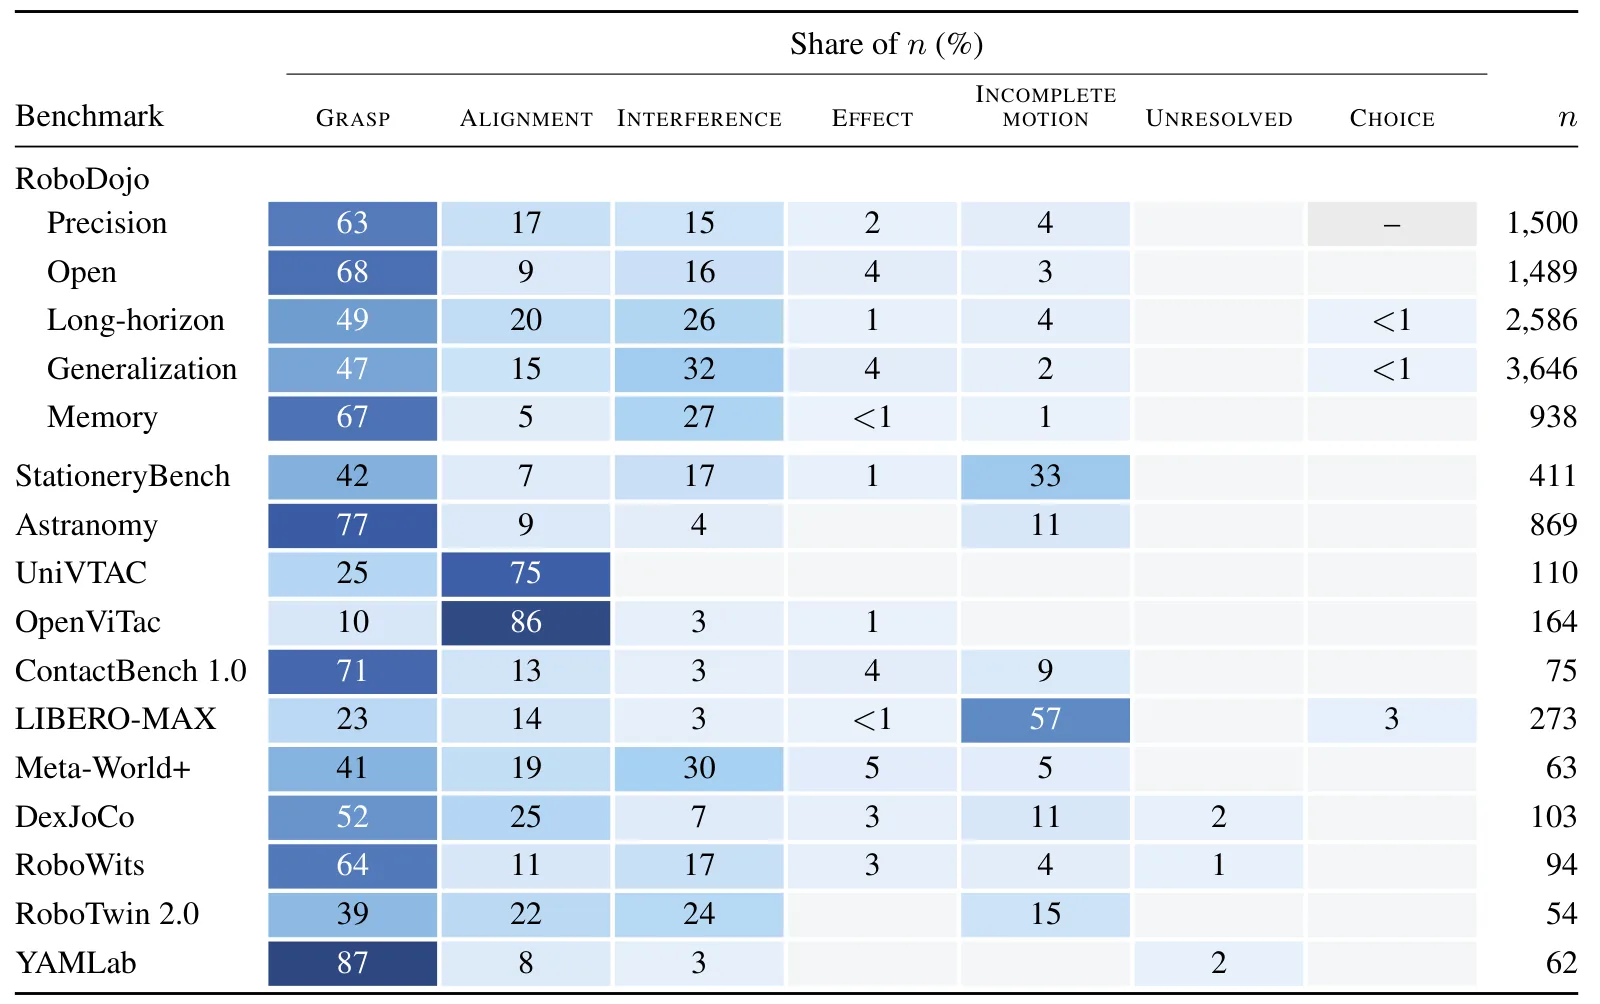 Share of n (%)
Benchmark GRASP ALIGNMENT INTERFERENCE EFFECT INCOMPLETE MOTION UNRESOLVED CHOICE n
RoboDojo
Precision 63 17 15 2 4 – 1,500
Open 68 9 16 4 3 1,489
Long-horizon 49 20 26 1 4 <1 2,586
Generalization 47 15 32 4 2 <1 3,646
Memory 67 5 27 <1 1 938
StationeryBench 42 7 17 1 33 411
Astranomy 77 9 4 11 869
UniVTAC 25 75 110
OpenViTac 10 86 3 1 164
ContactBench 1.0 71 13 3 4 9 75
LIBERO-MAX 23 14 3 <1 57 3 273
Meta-World+ 41 19 30 5 5 63
DexJoCo 52 25 7 3 11 2 103
RoboWits 64 11 17 3 4 1 94
RoboTwin 2.0 39 22 24 15 54
YAMLab 87 8 3 2 62